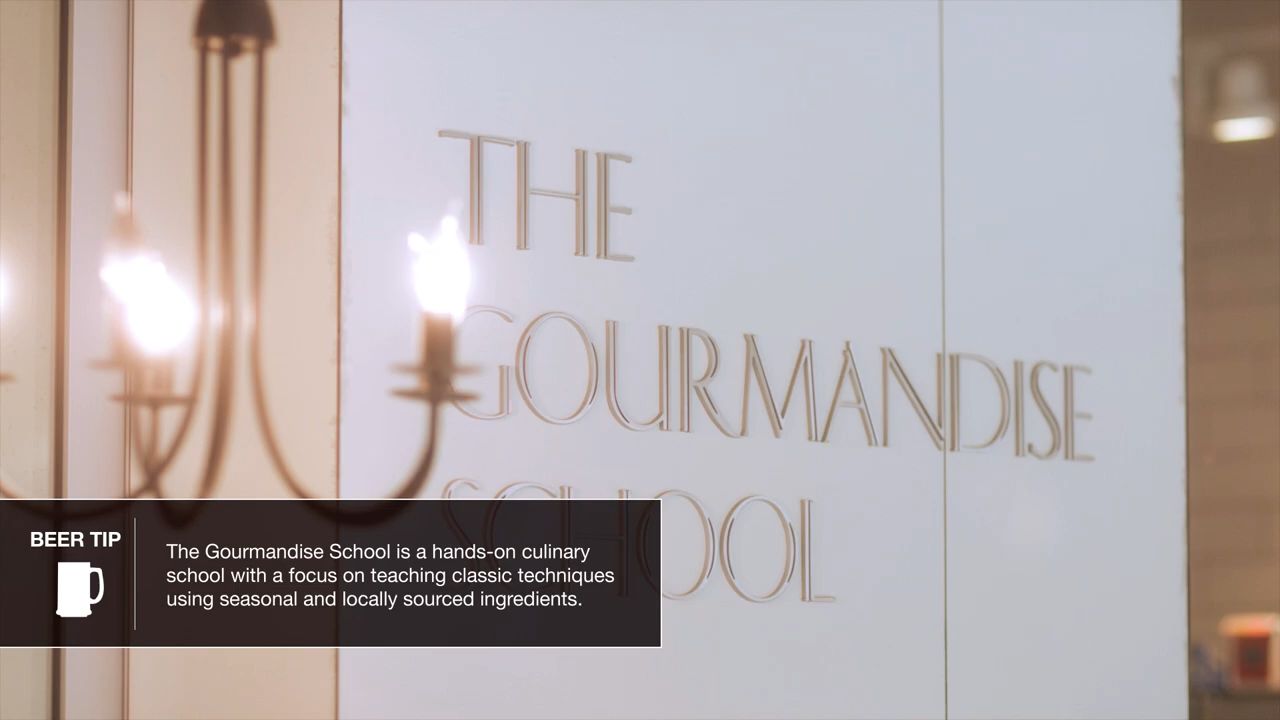 THE
GOURMANDISE
SCHOOL
BEER TIP
The Gourmandise School is a hands-on culinary
school with a focus on teaching classic techniques
using seasonal and locally sourced ingredients.